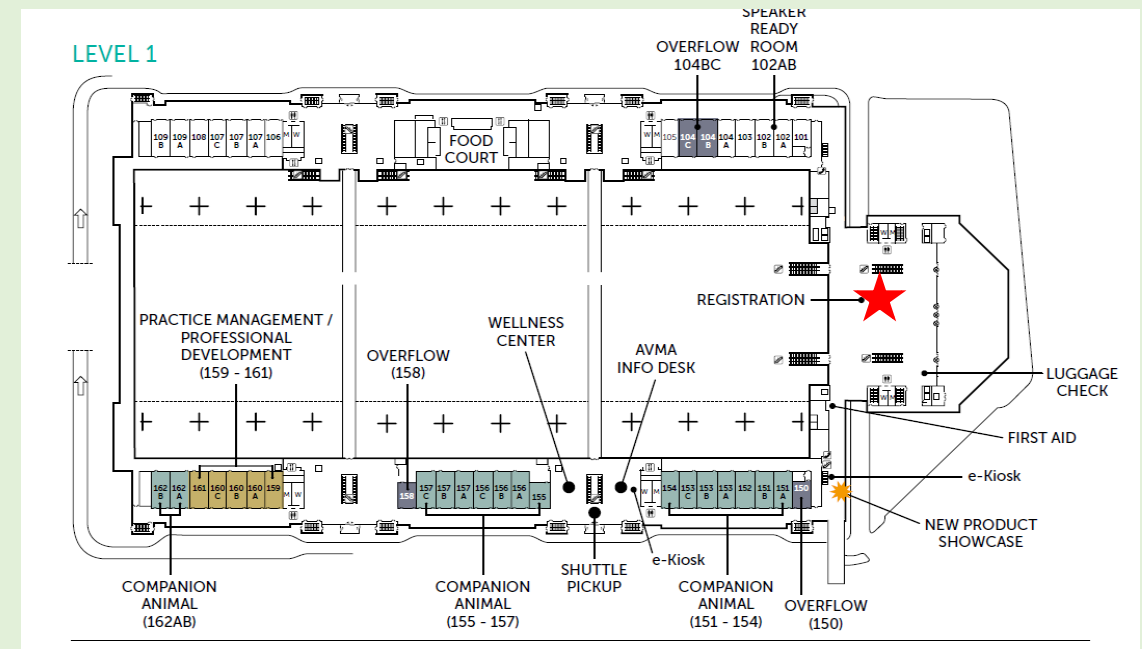 SPEAKER
READY
ROOM
102AB
LEVEL 1
OVERFLOW
104BC
109
B
109
A
108
107
C
107
B
107
A
106
M W
FOOD
COURT
W M
105
104
C
104
B
104
A
103
102
B
102
A
101
W M
REGISTRATION
PRACTICE MANAGEMENT /
PROFESSIONAL
DEVELOPMENT
(159 - 161)
OVERFLOW
(158)
WELLNESS
CENTER
AVMA
INFO DESK
LUGGAGE
CHECK
W M
FIRST AID
e-Kiosk
162
B
162
A
161
160
C
160
B
160
A
159
M W
158
157
C
157
B
157
A
156
C
156
B
156
A
155
W M
154
153
C
153
B
153
A
152
151
B
151
A
150
NEW PRODUCT
SHOWCASE
e-Kiosk
SHUTTLE
PICKUP
COMPANION
ANIMAL
(162AB)
COMPANION
ANIMAL
(155 - 157)
COMPANION
ANIMAL
(151 - 154)
OVERFLOW
(150)